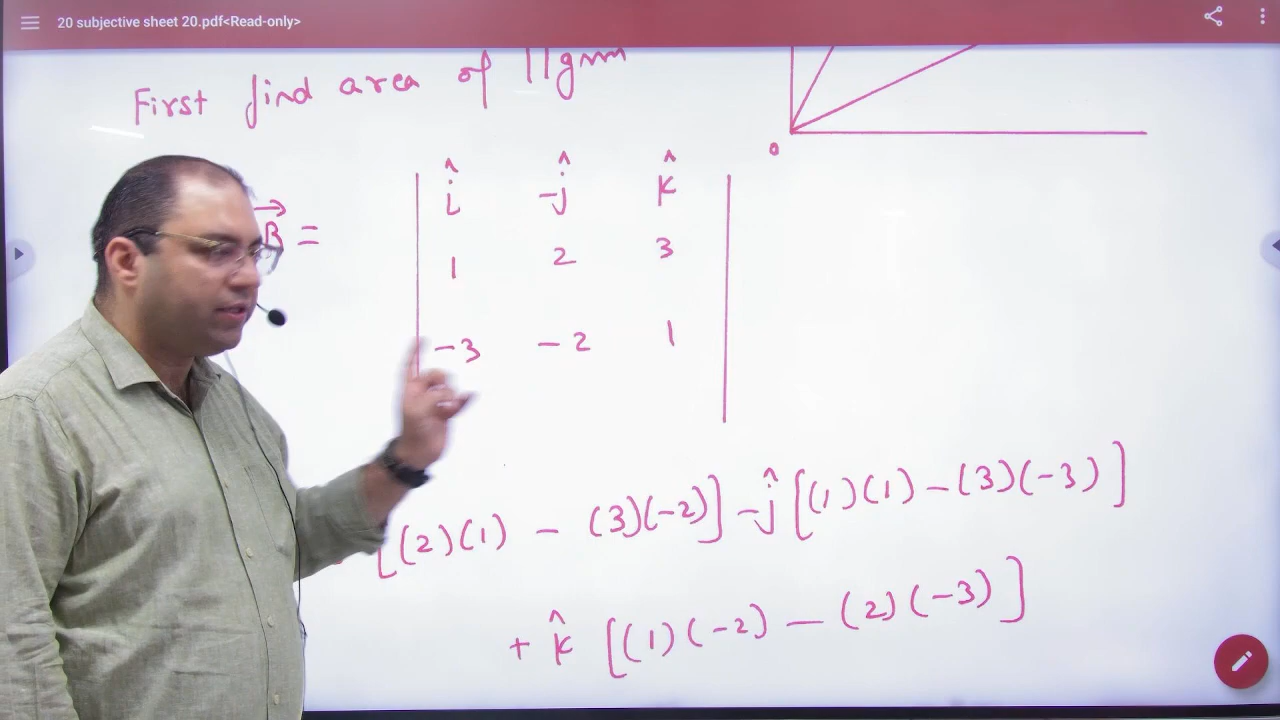 20 subjective sheet 20.pdf<Read-only>
First find area of ||gm
O
î -ĵ k̂
B⃗ =
1 2 3
-3 -2 1
[(2)(1) - (3)(-2)] -ĵ [(1)(1) - (3)(-3)]
+ k̂ [(1)(-2) - (2)(-3)]